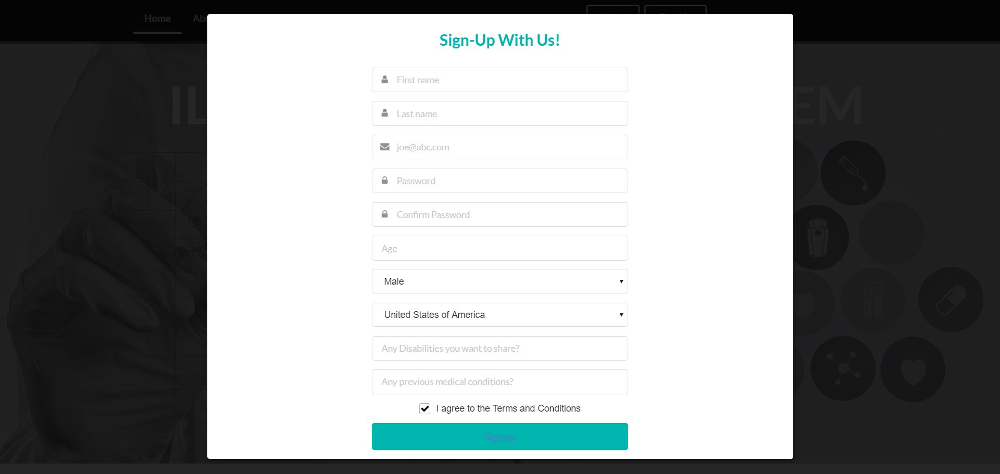 Home
Sign-Up With Us!
IL
EM
First name
Last name
joe@abc.com
Password
Confirm Password
Age
Male
United States of America
Any Disabilities you want to share?
Any previous medical conditions?
I agree to the Terms and Conditions
Signup